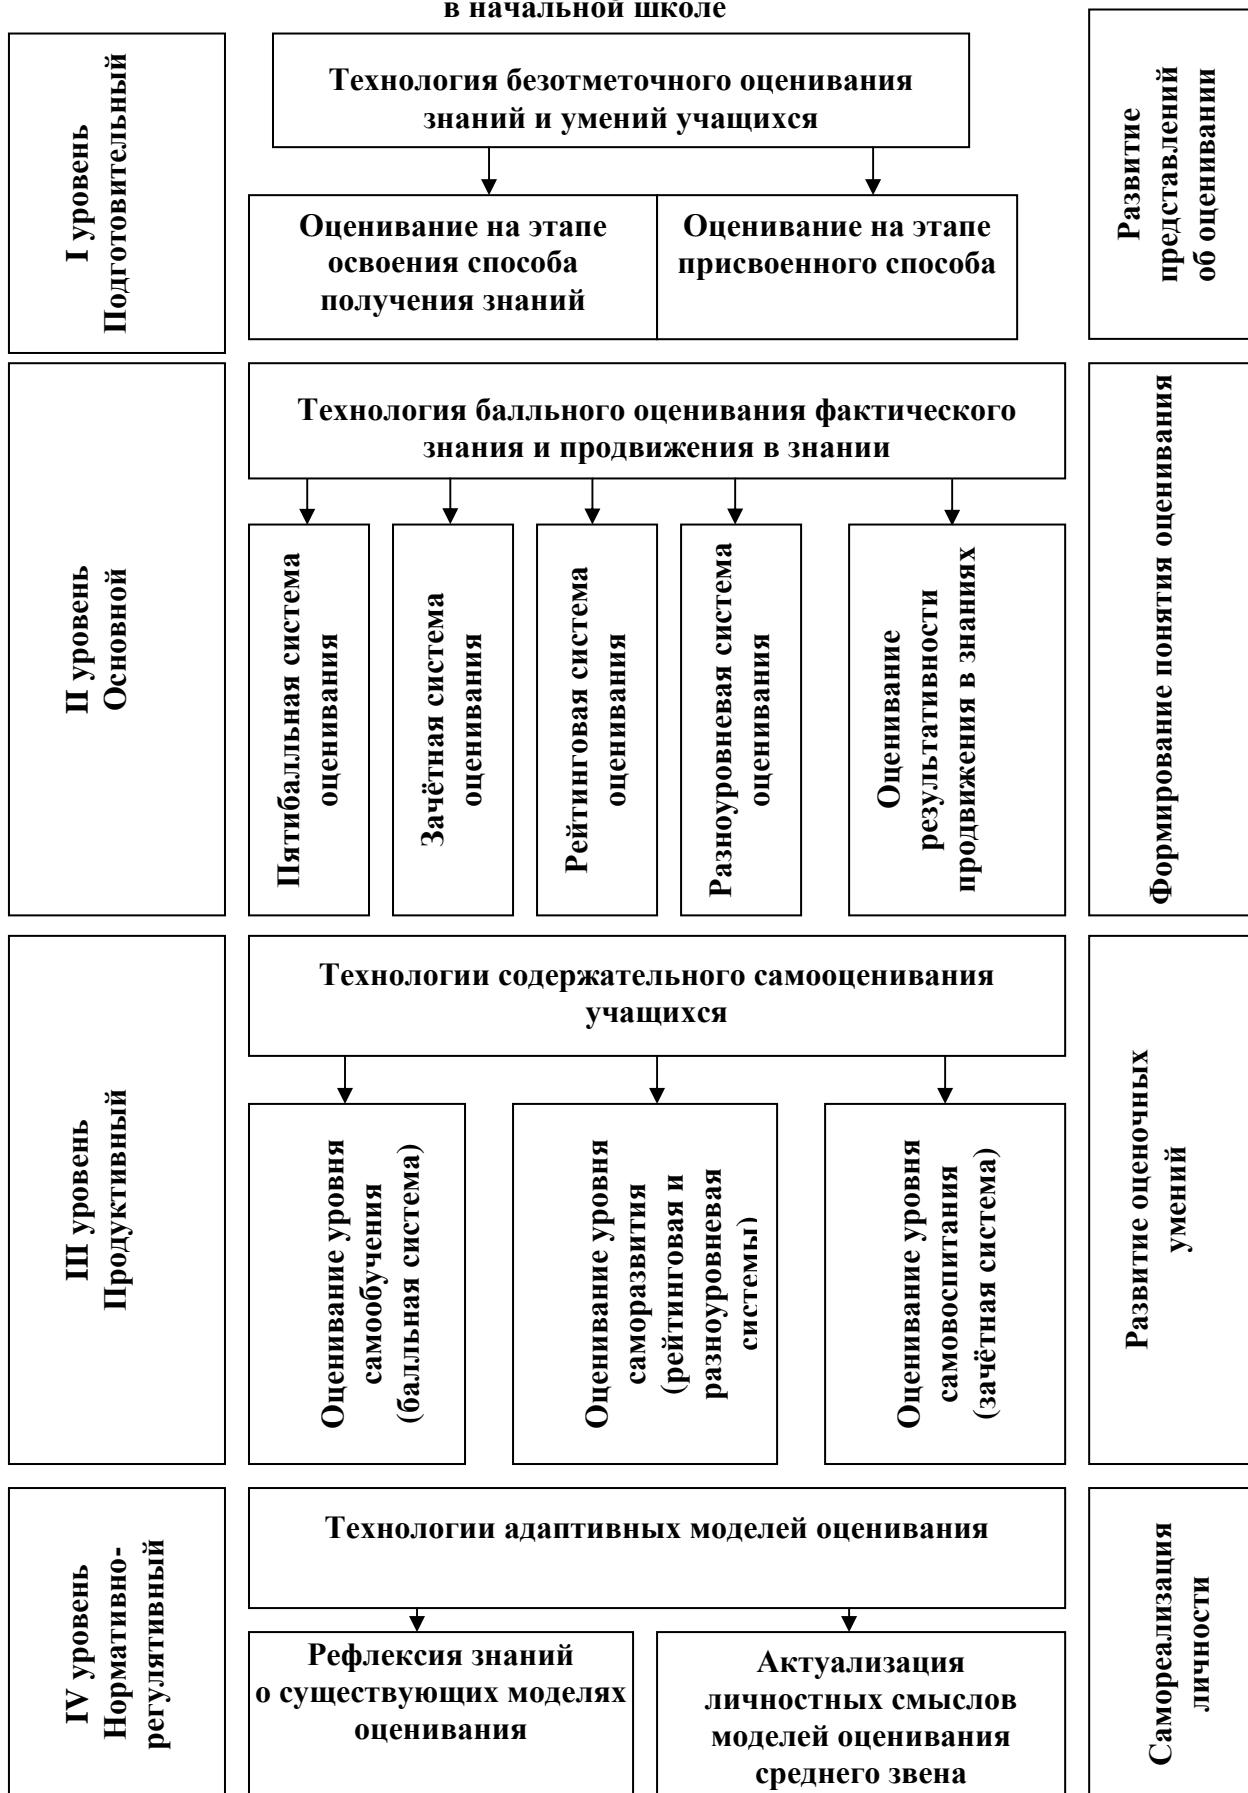 в начальной школе
I уровень
Подготовительный
Технология безотметочного оценивания
знаний и умений учащихся
Оценивание на этапе
освоения способа
получения знаний
Оценивание на этапе
присвоенного способа
Развитие
представлений
об оценивании
II уровень
Основной
Технология балльного оценивания фактического
знания и продвижения в знании
Пятибалльная система
оценивания
Зачётная система
оценивания
Рейтинговая система
оценивания
Разноуровневая система
оценивания
Оценивание
результативности
продвижения в знаниях
Формирование понятия оценивания
III уровень
Продуктивный
Технологии содержательного самооценивания
учащихся
Оценивание уровня
самообучения
(балльная система)
Оценивание уровня
саморазвития
(рейтинговая и
разноуровневая
системы)
Оценивание уровня
самовоспитания
(зачётная система)
Развитие оценочных
умений
IV уровень
Нормативно-
регулятивный
Технологии адаптивных моделей оценивания
Рефлексия знаний
о существующих моделях
оценивания
Актуализация
личностных смыслов
моделей оценивания
среднего звена
Самореализация
личности